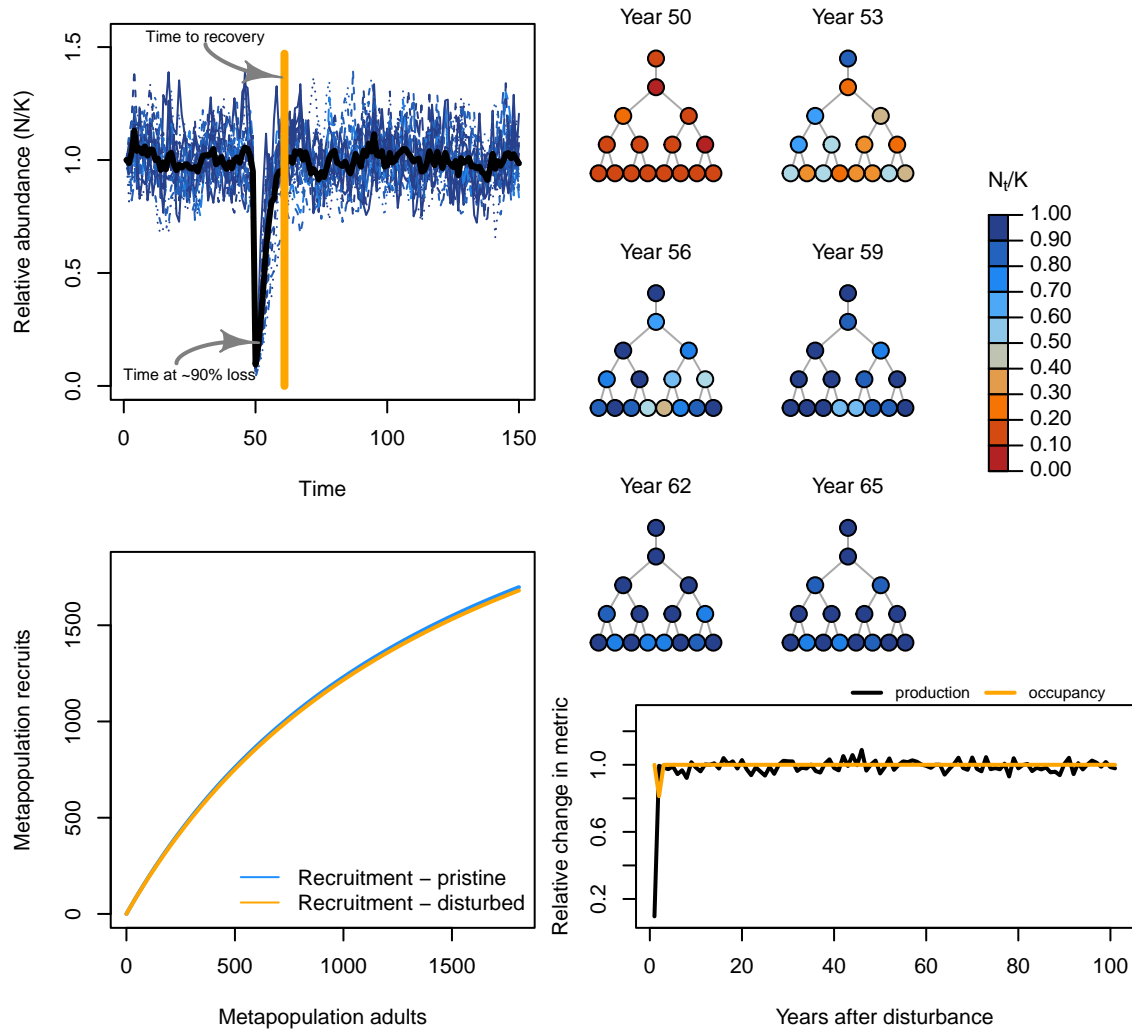 Time to recovery
Time at ~90% loss
Relative abundance (N/K)
0.0
0.5
1.0
1.5
0
50
100
150
Time
Year 50
Year 53
Year 56
Year 59
Year 62
Year 65
Nt/K
1.00
0.90
0.80
0.70
0.60
0.50
0.40
0.30
0.20
0.10
0.00
Metapopulation recruits
0
500
1000
1500
Recruitment − pristine
Recruitment − disturbed
0
500
1000
1500
Metapopulation adults
production
occupancy
Relative change in metric
0.2
0.6
1.0
0
20
40
60
80
100
Years after disturbance